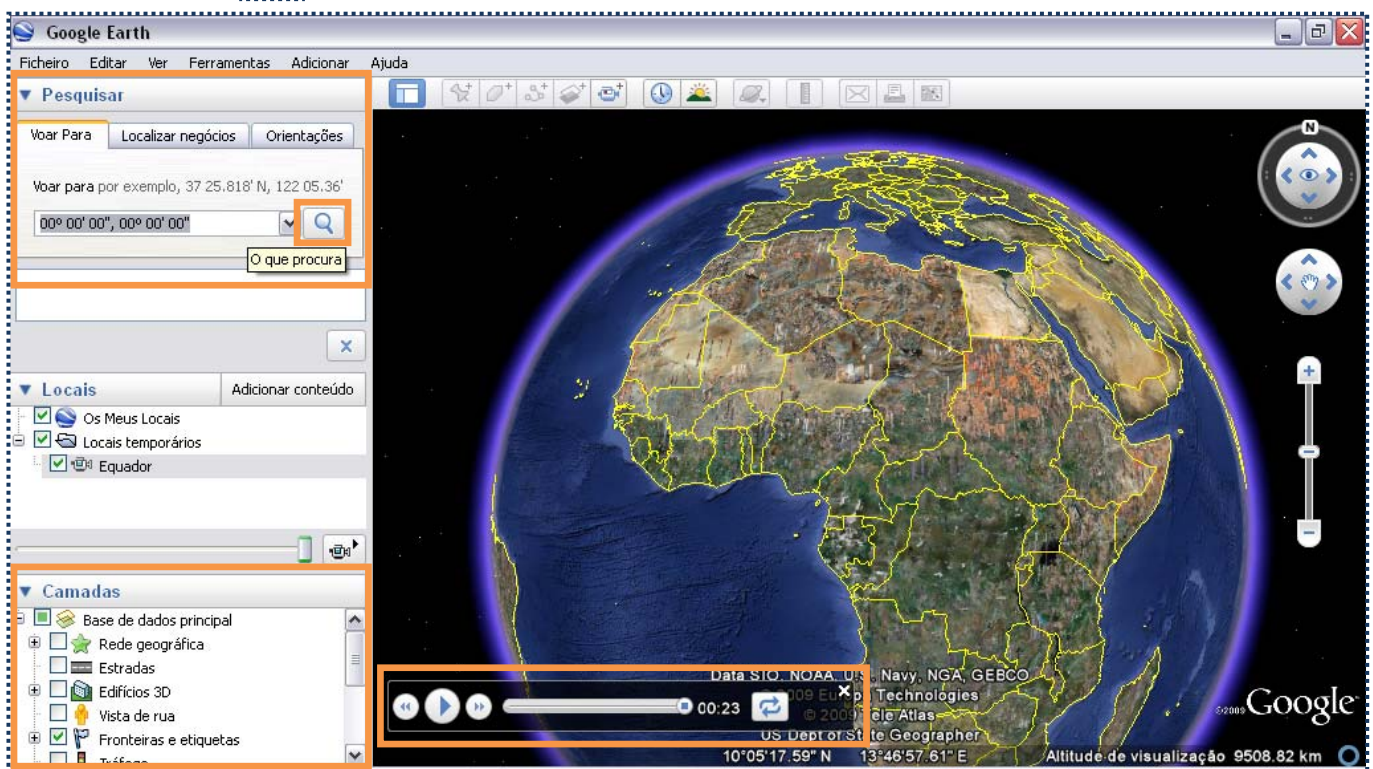 Google Earth
Ficheiro Editar Ver Ferramentas Adicionar Ajuda
Pesquisar
Voar Para Localizar negócios Orientações
Voar para por exemplo, 37 25.818' N, 122 05.36'
00º 00' 00", 00º 00' 00"
O que procura
Locais Adicionar conteúdo
Os Meus Locais
Locais temporários
Equador
Camadas
Base de dados principal
Rede geográfica
Estradas
Edifícios 3D
Vista de rua
Fronteiras e etiquetas
N
Data SIO, NOAA, U.S. Navy, NGA, GEBCO
2009 Europa Technologies
00:23
© 2009 Tele Atlas
US Dept of State Geographer
©2009 Google
10°05'17.59" N 13°46'57.61" E Altitude de visualização 9508.82 km